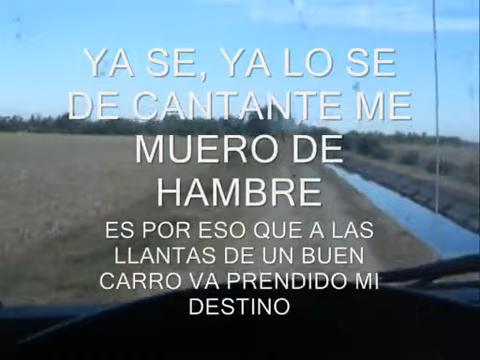 YA SE, YA LO SE
DE CANTANTE ME
MUERO DE
HAMBRE
ES POR ESO QUE A LAS
LLANTAS DE UN BUEN
CARRO VA PRENDIDO MI
DESTINO